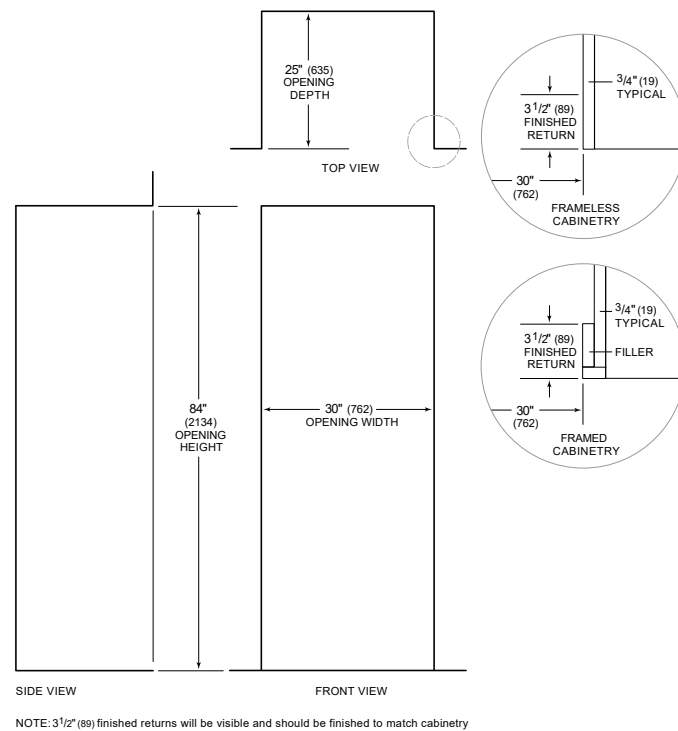 25" (635)
OPENING
DEPTH
TOP VIEW
3/4" (19)
TYPICAL
3 1/2" (89)
FINISHED
RETURN
30"
(762)
FRAMELESS
CABINETRY
3/4" (19)
TYPICAL
3 1/2" (89)
FINISHED
RETURN
FILLER
30"
(762)
FRAMED
CABINETRY
84"
(2134)
OPENING
HEIGHT
30" (762)
OPENING WIDTH
SIDE VIEW
FRONT VIEW
NOTE: 3 1/2" (89) finished returns will be visible and should be finished to match cabinetry